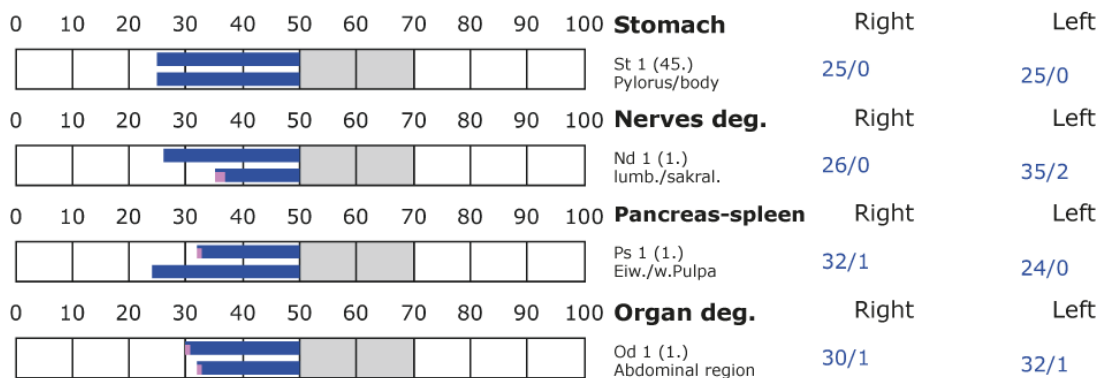 0 10 20 30 40 50 60 70 80 90 100 Stomach Right Left
St 1 (45.)
Pylorus/body
25/0 25/0
0 10 20 30 40 50 60 70 80 90 100 Nerves deg. Right Left
Nd 1 (1.)
lumb./sakral.
26/0 35/2
0 10 20 30 40 50 60 70 80 90 100 Pancreas-spleen Right Left
Ps 1 (1.)
Eiw./w.Pulpa
32/1 24/0
0 10 20 30 40 50 60 70 80 90 100 Organ deg. Right Left
Od 1 (1.)
Abdominal region
30/1 32/1